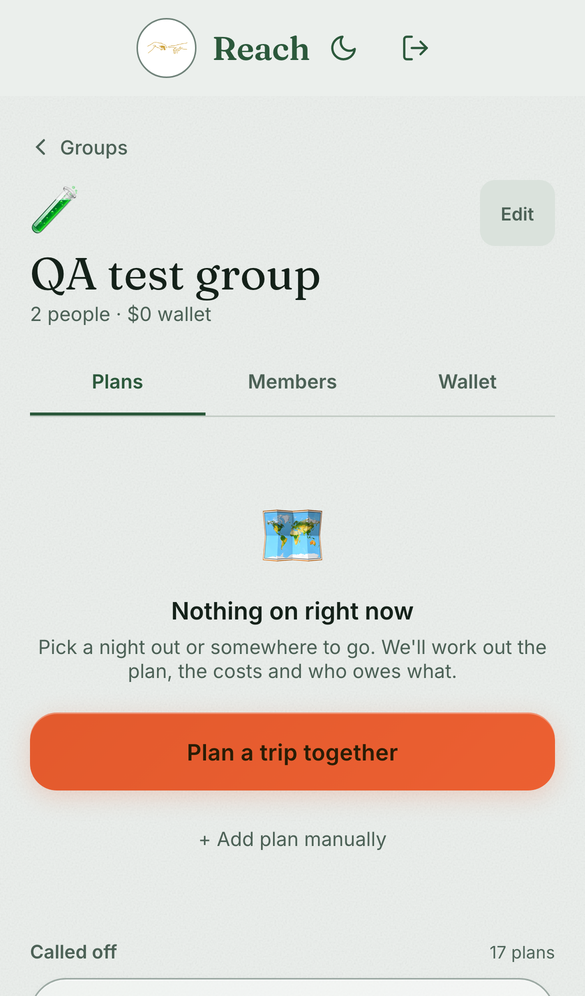 Reach
Groups
Edit
QA test group
2 people · $0 wallet
Plans Members Wallet
Nothing on right now
Pick a night out or somewhere to go. We'll work out the
plan, the costs and who owes what.
Plan a trip together
+ Add plan manually
Called off 17 plans